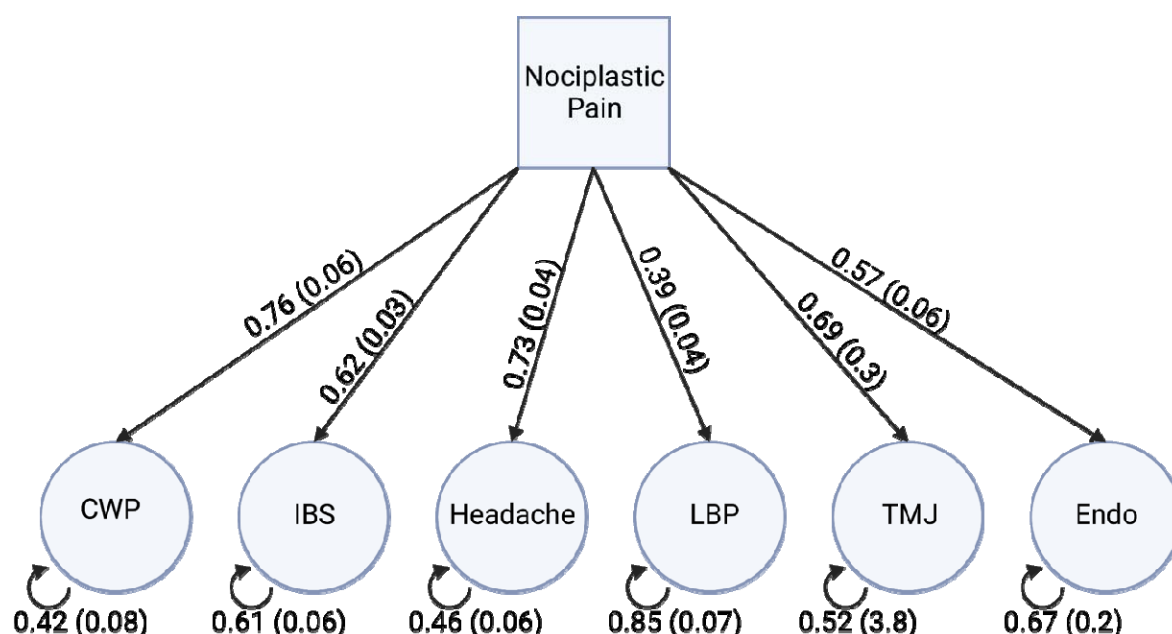 Nociplastic
Pain
0.76 (0.06)
0.62 (0.03)
0.73 (0.04)
0.39 (0.04)
0.69 (0.3)
0.57 (0.06)
CWP
IBS
Headache
LBP
TMJ
Endo
0.42 (0.08)
0.61 (0.06)
0.46 (0.06)
0.85 (0.07)
0.52 (3.8)
0.67 (0.2)